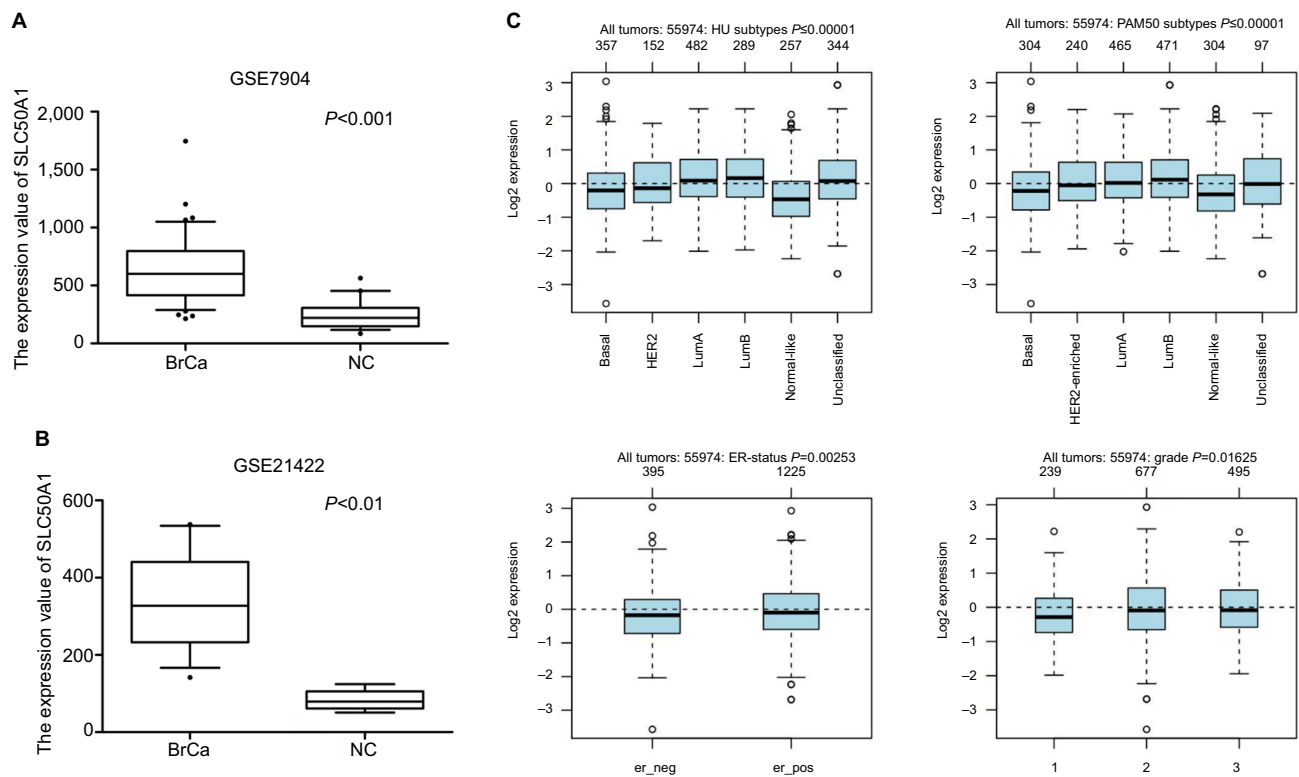 A
GSE7904
P<0.001
The expression value of SLC50A1
2,000
1,500
1,000
500
0
BrCa NC
B
GSE21422
P<0.01
The expression value of SLC50A1
600
400
200
0
BrCa NC
C
All tumors: 55974: HU subtypes P≤0.00001
357 152 482 289 257 344
Log2 expression
3
2
1
0
−1
−2
−3
Basal
HER2
LumA
LumB
Normal-like
Unclassified
All tumors: 55974: PAM50 subtypes P≤0.00001
304 240 465 471 304 97
Log2 expression
3
2
1
0
−1
−2
−3
Basal
HER2-enriched
LumA
LumB
Normal-like
Unclassified
All tumors: 55974: ER-status P=0.00253
395 1225
Log2 expression
3
2
1
0
−1
−2
−3
er_neg er_pos
All tumors: 55974: grade P=0.01625
239 677 495
Log2 expression
3
2
1
0
−1
−2
−3
1 2 3